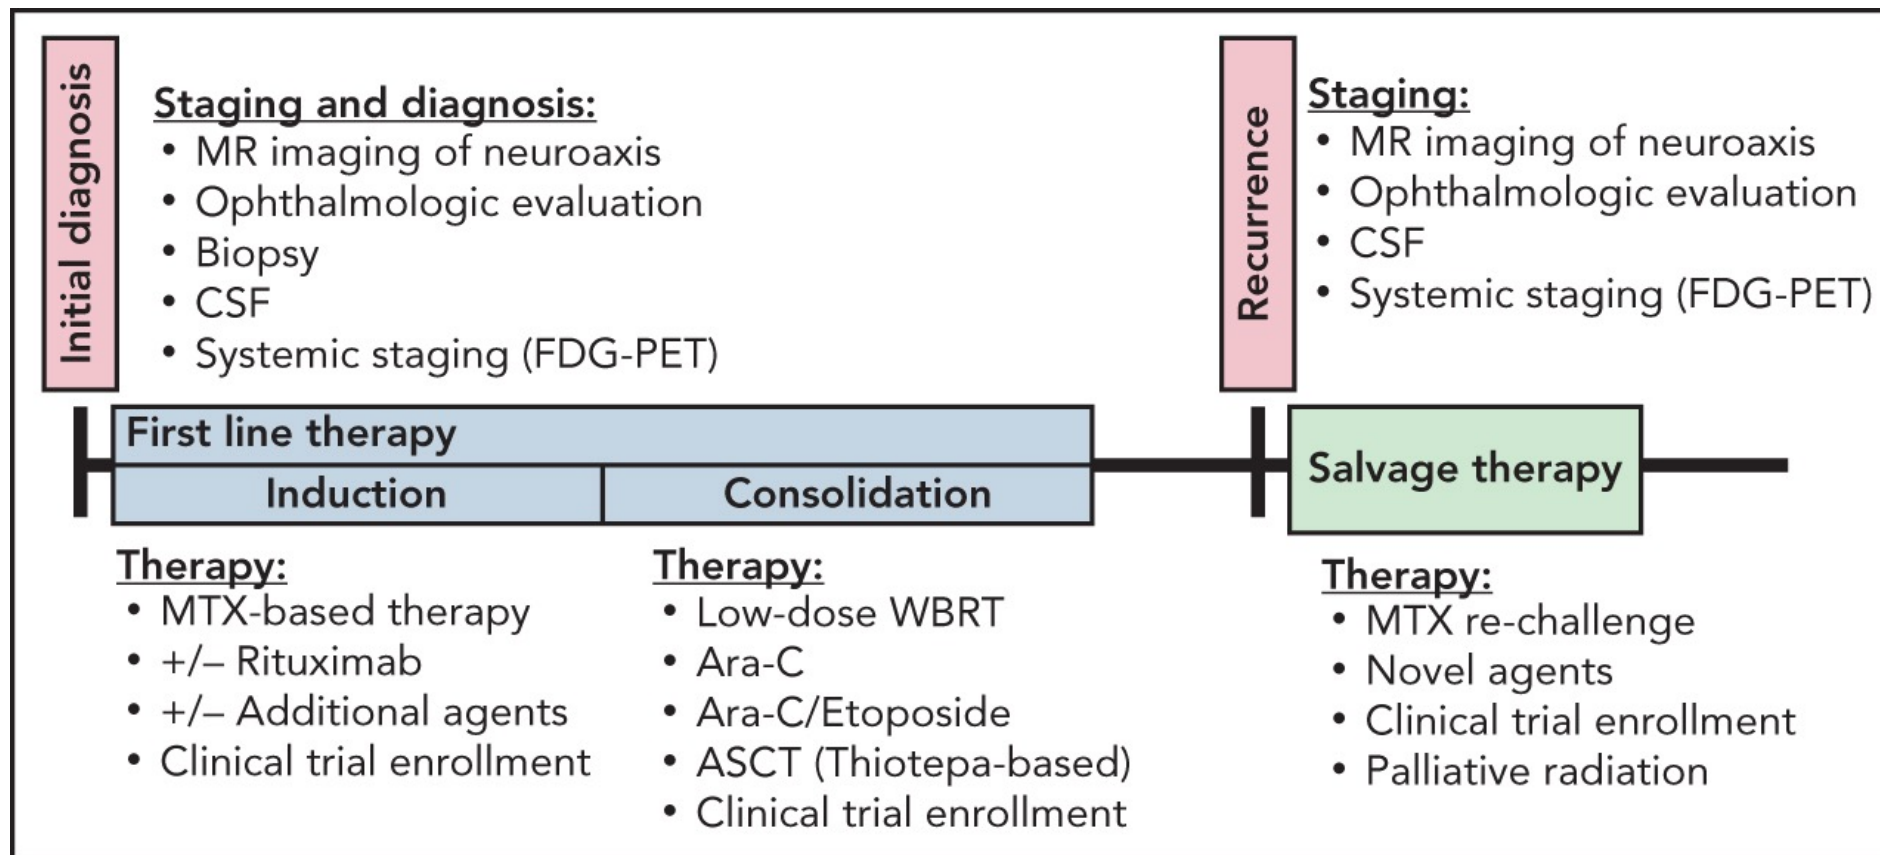 Initial diagnosis
Staging and diagnosis:
• MR imaging of neuroaxis
• Ophthalmologic evaluation
• Biopsy
• CSF
• Systemic staging (FDG-PET)
Recurrence
Staging:
• MR imaging of neuroaxis
• Ophthalmologic evaluation
• CSF
• Systemic staging (FDG-PET)
First line therapy
Induction
Consolidation
Salvage therapy
Therapy:
• MTX-based therapy
• +/– Rituximab
• +/– Additional agents
• Clinical trial enrollment
Therapy:
• Low-dose WBRT
• Ara-C
• Ara-C/Etoposide
• ASCT (Thiotepa-based)
• Clinical trial enrollment
Therapy:
• MTX re-challenge
• Novel agents
• Clinical trial enrollment
• Palliative radiation